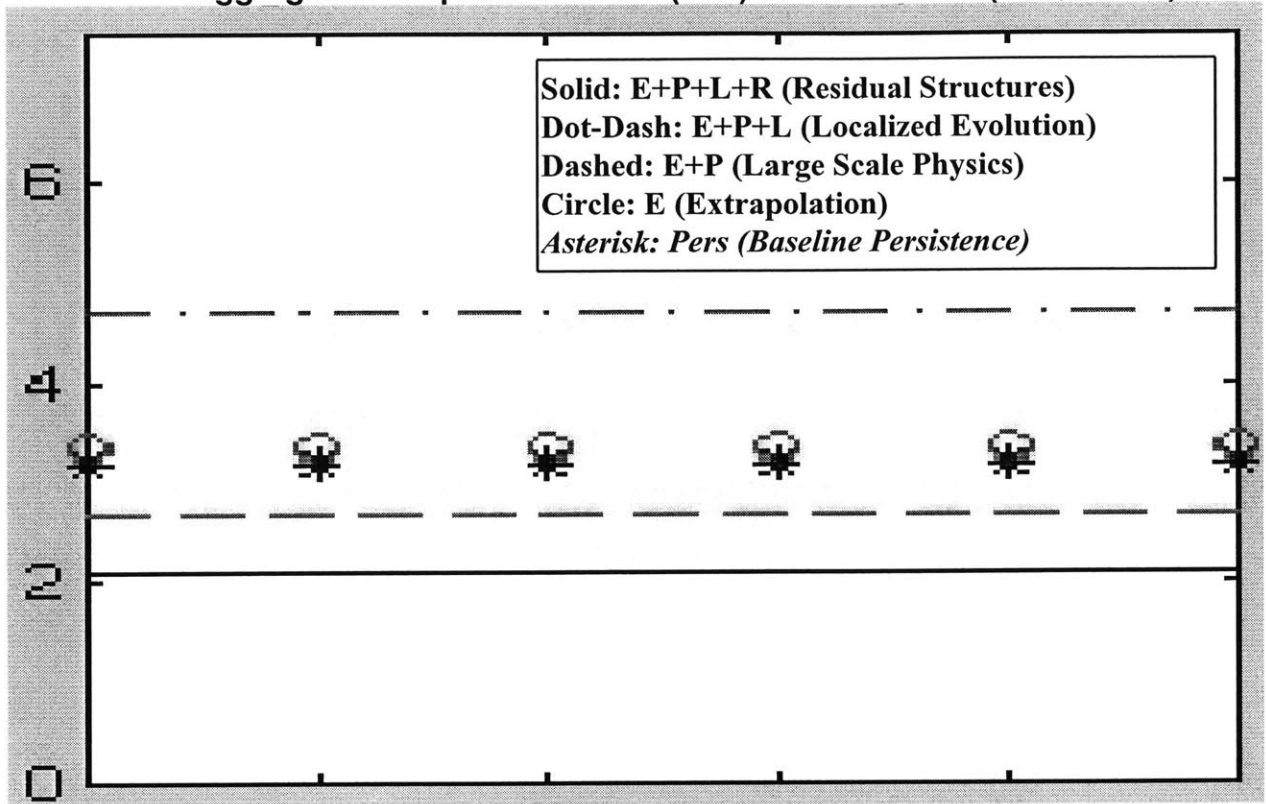 Solid: E+P+L+R (Residual Structures)
Dot-Dash: E+P+L (Localized Evolution)
Dashed: E+P (Large Scale Physics)
Circle: E (Extrapolation)
Asterisk: Pers (Baseline Persistence)
6
4
2
0